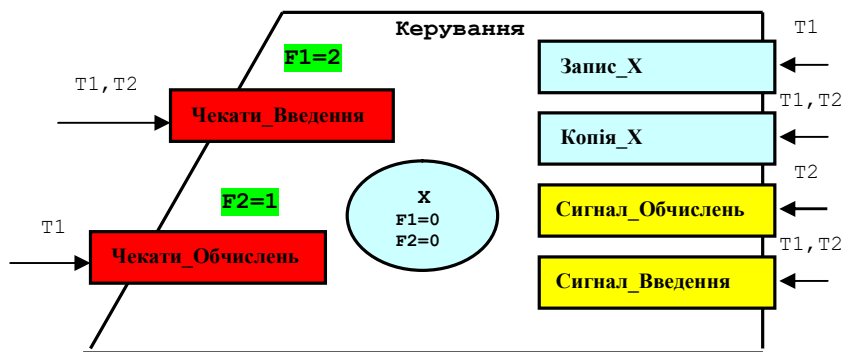 Керування
T1
F1=2
Запис_X
T1,T2
Чекати_Введення
T1,T2
Копія_X
T2
F2=1
X
F1=0
F2=0
Сигнал_Обчислень
T1
Чекати_Обчислень
T1,T2
Сигнал_Введення